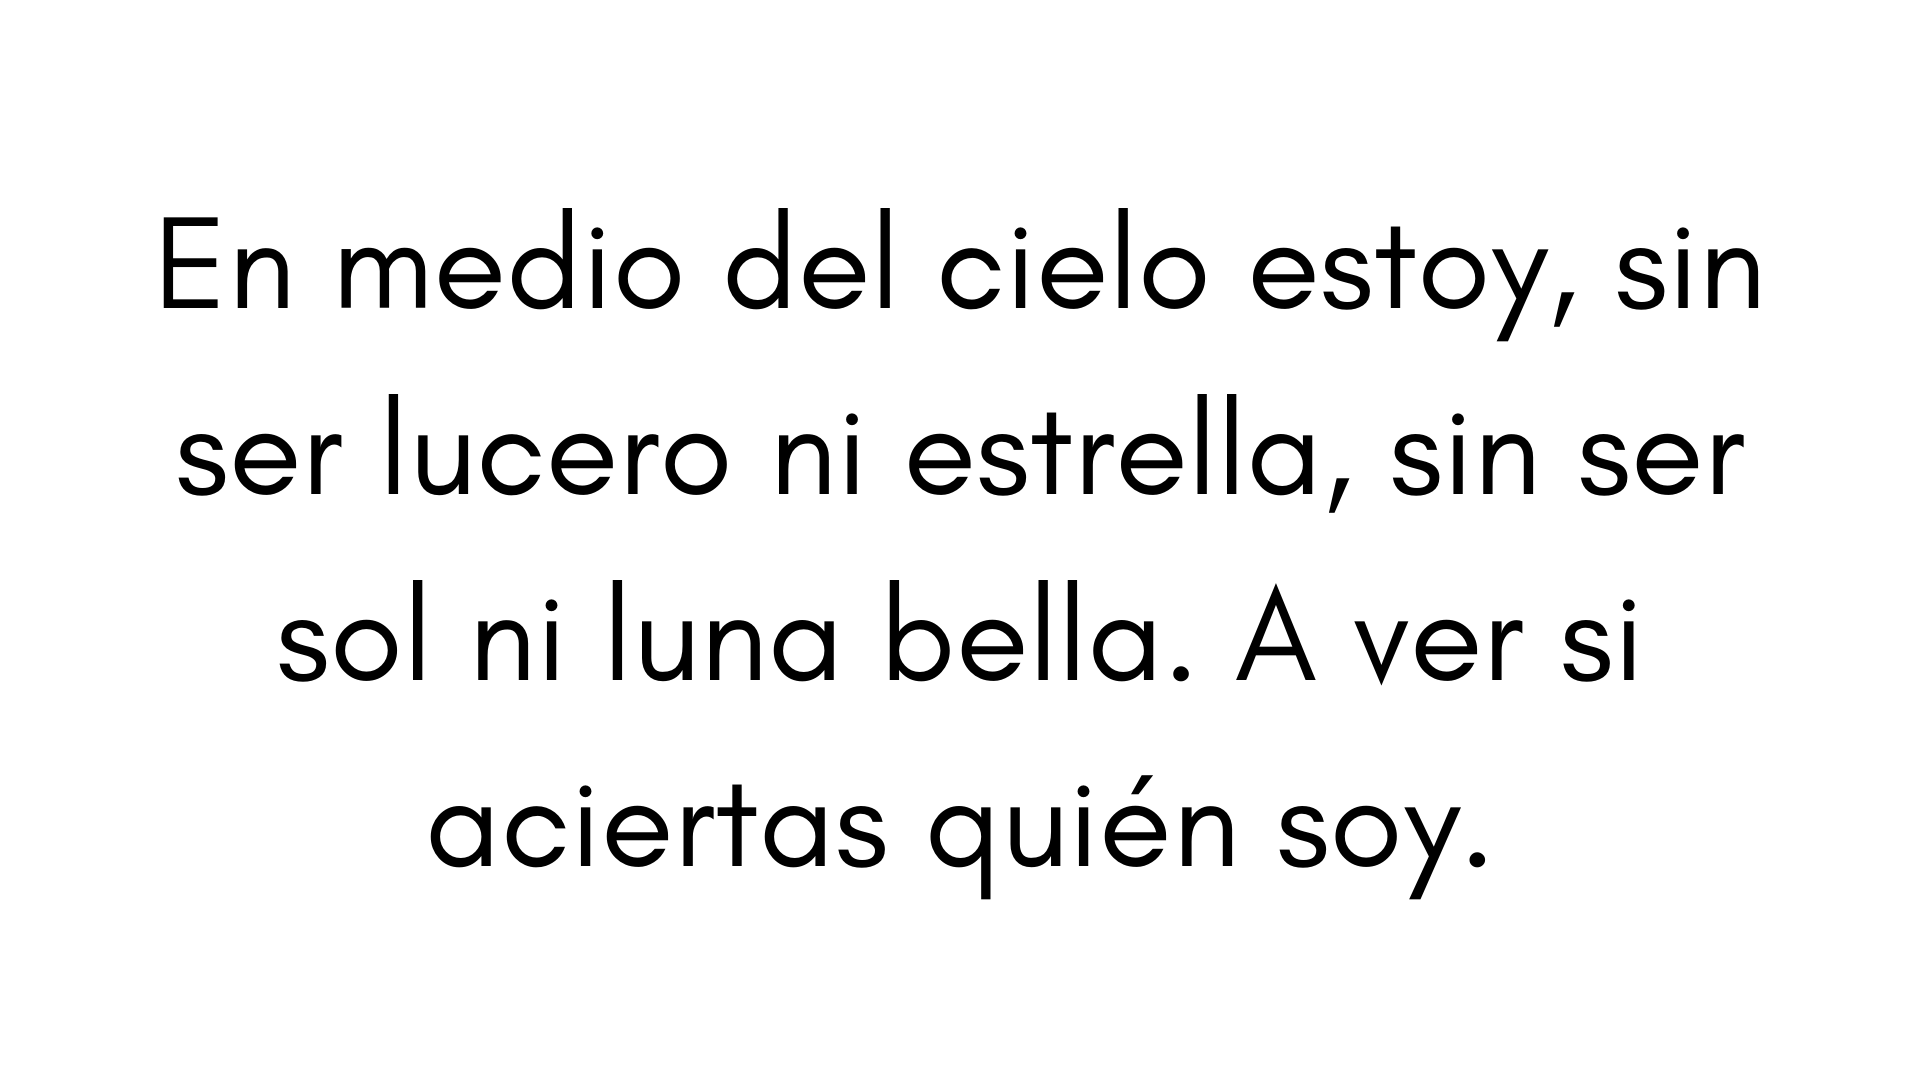 En medio del cielo estoy, sin
ser lucero ni estrella, sin ser
sol ni luna bella. A ver si
aciertas quién soy.